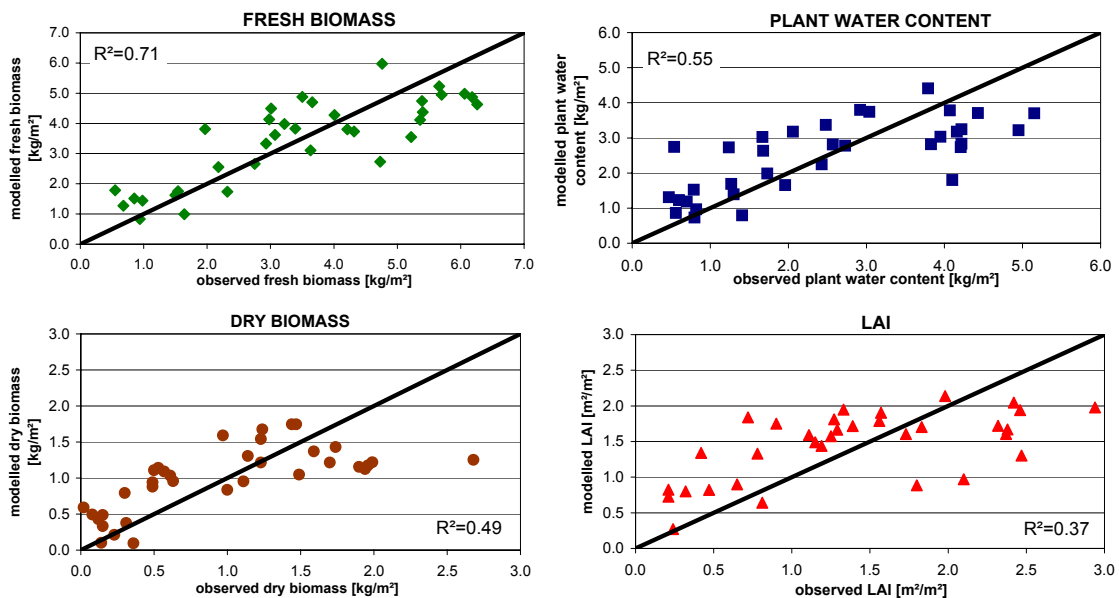 FRESH BIOMASS
R²=0.71
modelled fresh biomass
[kg/m²]
7.0
6.0
5.0
4.0
3.0
2.0
1.0
0.0
0.0 1.0 2.0 3.0 4.0 5.0 6.0 7.0
observed fresh biomass [kg/m²]
PLANT WATER CONTENT
R²=0.55
modelled plant water
content [kg/m²]
6.0
5.0
4.0
3.0
2.0
1.0
0.0
0.0 1.0 2.0 3.0 4.0 5.0 6.0
observed plant water content [kg/m²]
DRY BIOMASS
modelled dry biomass
[kg/m²]
3.0
2.5
2.0
1.5
1.0
0.5
0.0
R²=0.49
0.0 0.5 1.0 1.5 2.0 2.5 3.0
observed dry biomass [kg/m²]
LAI
modelled LAI [m²/m²]
3.0
2.5
2.0
1.5
1.0
0.5
0.0
R²=0.37
0.0 0.5 1.0 1.5 2.0 2.5 3.0
observed LAI [m²/m²]